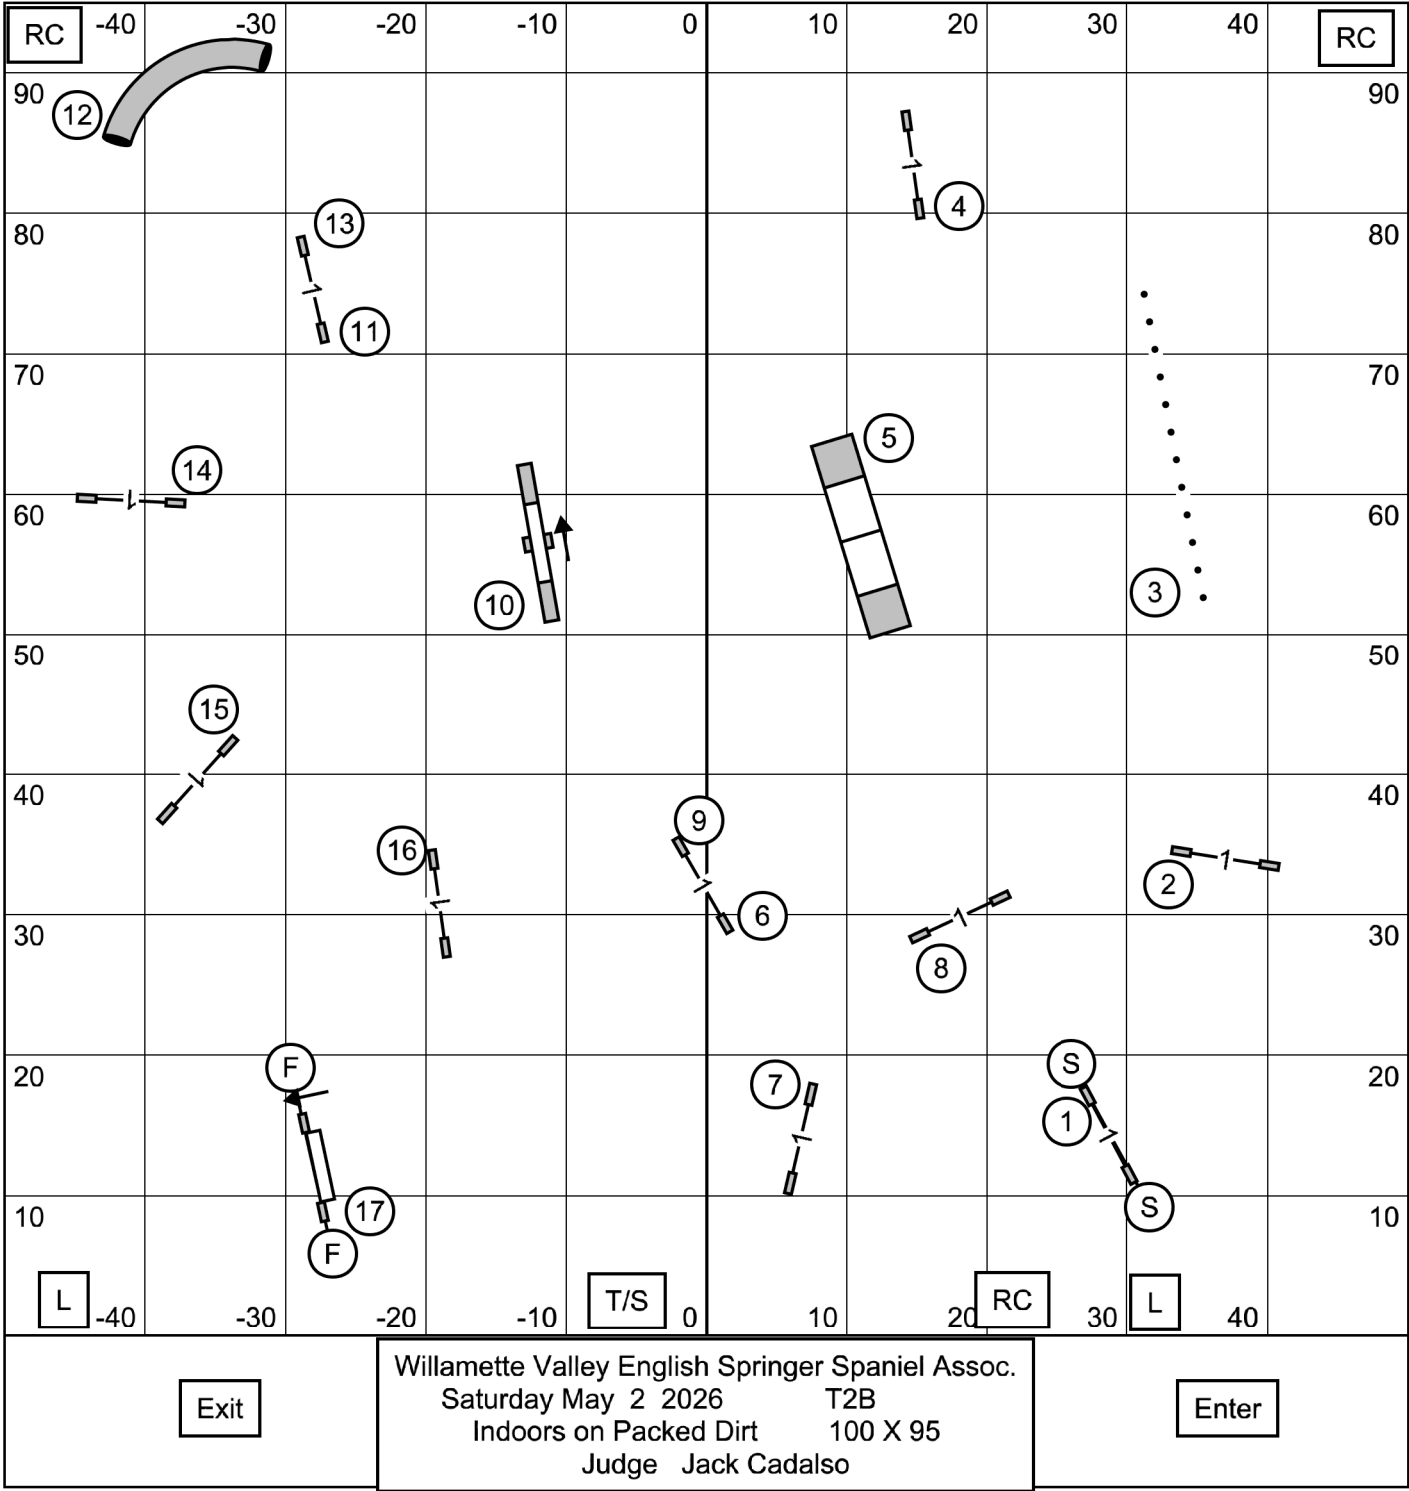 RC -40 -30 -20 -10 0 10 20 30 40 RC
90 90
12
4
80 80
13
11
70 70
5
14
60 60
10
3
50 50
15
40 40
9
16
2
6
30 30
8
F S
20 7 20
1
17 S
10 10
F
L -40 -30 -20 -10 T/S 0 10 20 RC 30 L 40
Willamette Valley English Springer Spaniel Assoc.
Saturday May 2 2026 T2B
Exit Enter
Indoors on Packed Dirt 100 X 95
Judge Jack Cadalso